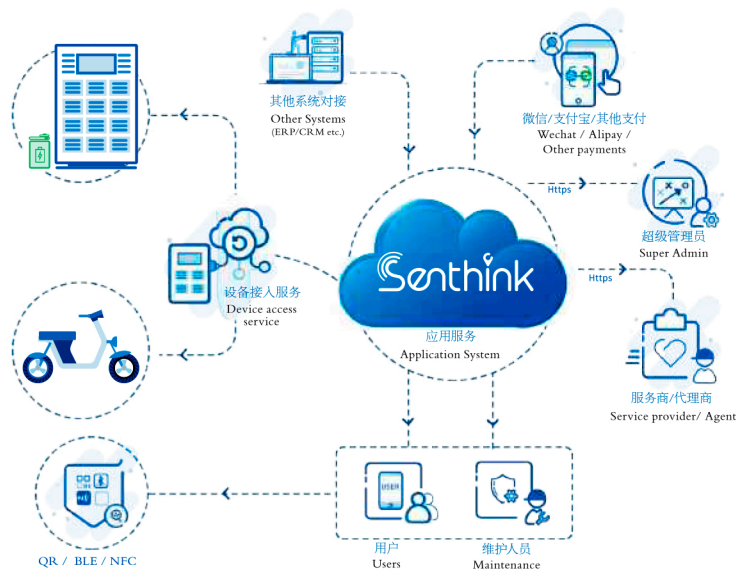 其他系统对接
Other Systems
(ERP/CRM etc.)
微信/支付宝/其他支付
Wechat / Alipay /
Other payments
Https
超级管理员
Super Admin
设备接入服务
Device access
service
Senthink
应用服务
Application System
Https
服务商/代理商
Service provider/ Agent
USER
用户
Users
维护人员
Maintenance
QR / BLE / NFC